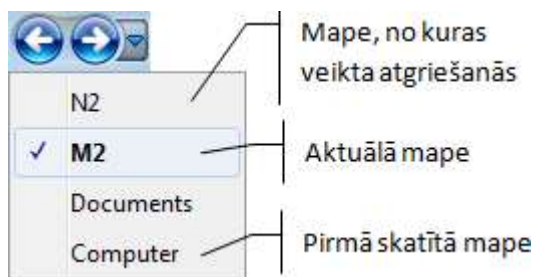 Mape, no kuras
veikta atgriešanās
N2
M2
Aktuālā mape
Documents
Computer
Pirmā skatītā mape